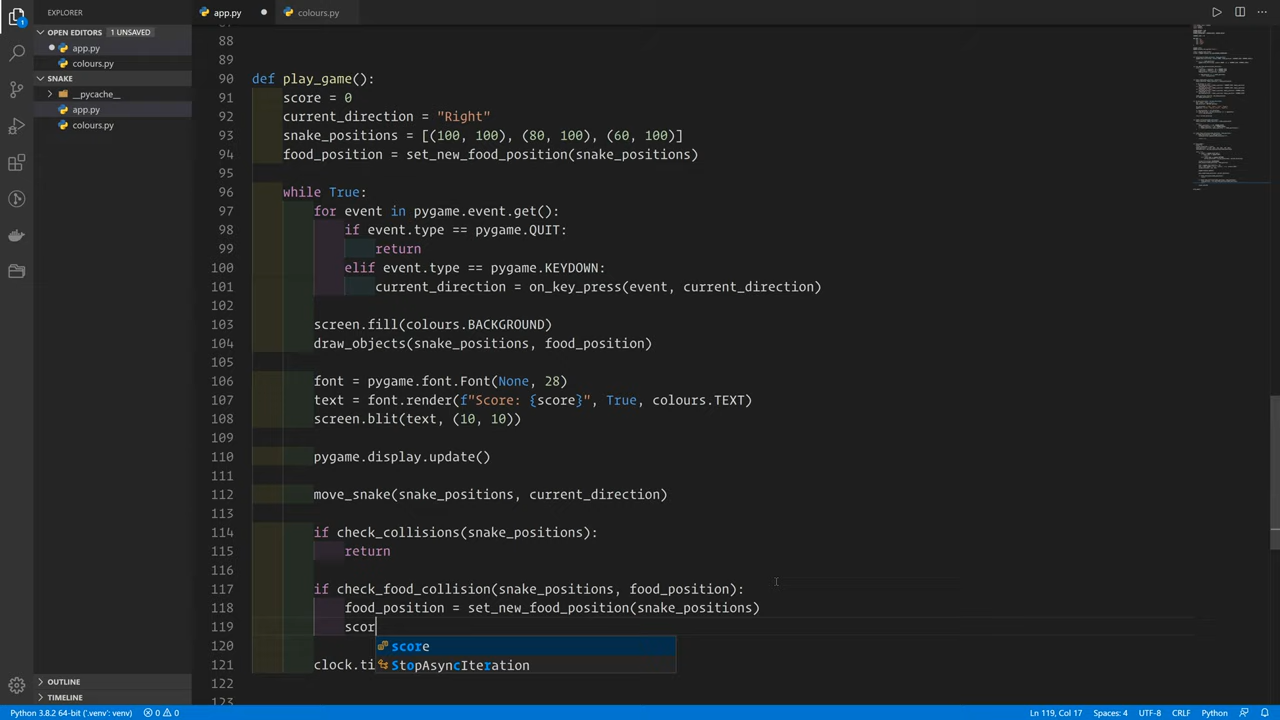 EXPLORER
app.py
colours.py
OPEN EDITORS 1 UNSAVED
app.py
colours.py
SNAKE
__pycache__
app.py
colours.py
88
89
90 def play_game():
91 score = 0
92 current_direction = "Right"
93 snake_positions = [(100, 100), (80, 100), (60, 100)]
94 food_position = set_new_food_position(snake_positions)
95
96 while True:
97 for event in pygame.event.get():
98 if event.type == pygame.QUIT:
99 return
100 elif event.type == pygame.KEYDOWN:
101 current_direction = on_key_press(event, current_direction)
102
103 screen.fill(colours.BACKGROUND)
104 draw_objects(snake_positions, food_position)
105
106 font = pygame.font.Font(None, 28)
107 text = font.render(f"Score: {score}", True, colours.TEXT)
108 screen.blit(text, (10, 10))
109
110 pygame.display.update()
111
112 move_snake(snake_positions, current_direction)
113
114 if check_collisions(snake_positions):
115 return
116
117 if check_food_collision(snake_positions, food_position):
118 food_position = set_new_food_position(snake_positions)
119 scor
120 score
StopAsyncIteration
121 clock.ti
122
OUTLINE
TIMELINE
1
Python 3.8.2 64-bit ('.venv': venv) 0 0 Ln 119, Col 17 Spaces: 4 UTF-8 CRLF Python